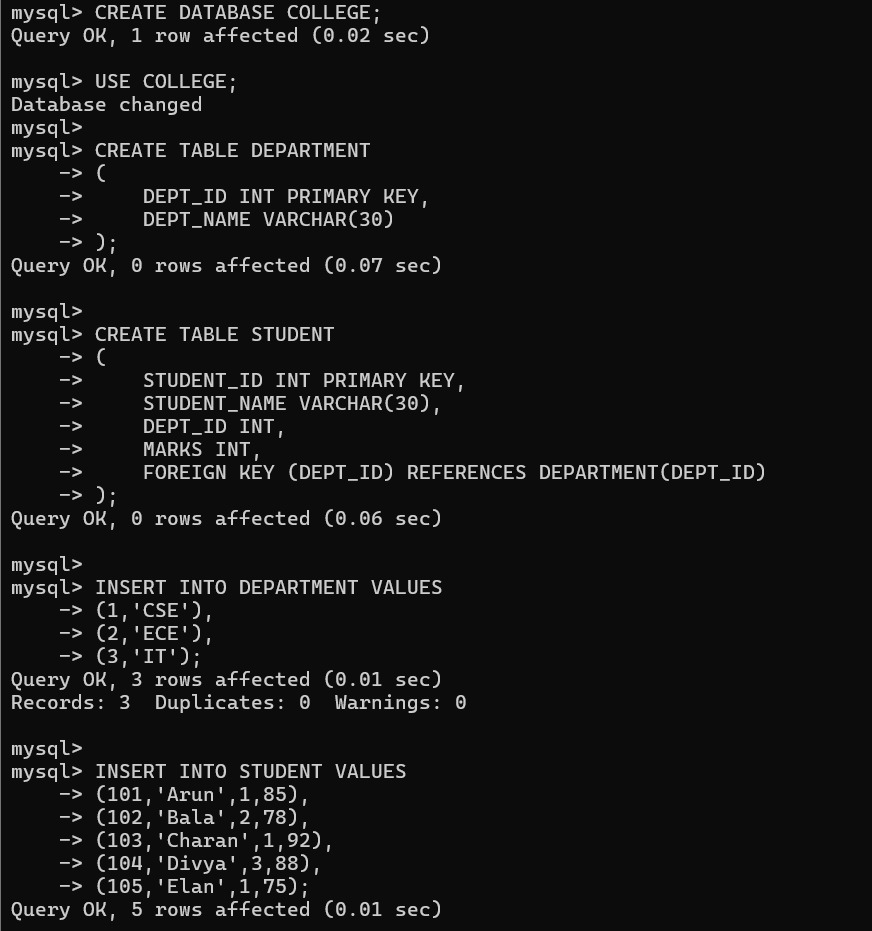 mysql> CREATE DATABASE COLLEGE;
Query OK, 1 row affected (0.02 sec)
mysql> USE COLLEGE;
Database changed
mysql>
mysql> CREATE TABLE DEPARTMENT
    -> (
    ->     DEPT_ID INT PRIMARY KEY,
    ->     DEPT_NAME VARCHAR(30)
    -> );
Query OK, 0 rows affected (0.07 sec)
mysql>
mysql> CREATE TABLE STUDENT
    -> (
    ->     STUDENT_ID INT PRIMARY KEY,
    ->     STUDENT_NAME VARCHAR(30),
    ->     DEPT_ID INT,
    ->     MARKS INT,
    ->     FOREIGN KEY (DEPT_ID) REFERENCES DEPARTMENT(DEPT_ID)
    -> );
Query OK, 0 rows affected (0.06 sec)
mysql>
mysql> INSERT INTO DEPARTMENT VALUES
    -> (1,'CSE'),
    -> (2,'ECE'),
    -> (3,'IT');
Query OK, 3 rows affected (0.01 sec)
Records: 3  Duplicates: 0  Warnings: 0
mysql>
mysql> INSERT INTO STUDENT VALUES
    -> (101,'Arun',1,85),
    -> (102,'Bala',2,78),
    -> (103,'Charan',1,92),
    -> (104,'Divya',3,88),
    -> (105,'Elan',1,75);
Query OK, 5 rows affected (0.01 sec)